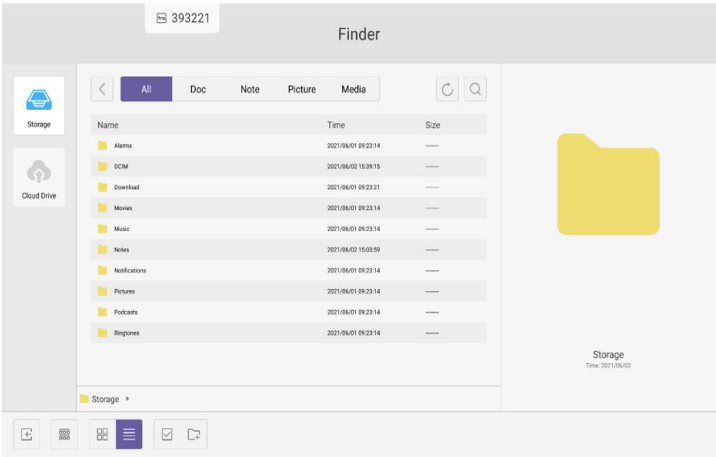 Pro 393221
Finder
All Doc Note Picture Media
Storage
Cloud Drive
Name Time Size
Alarms 2021/06/01 09:23:14 -----
DCIM 2021/06/02 15:39:15 -----
Download 2021/06/01 09:23:21 -----
Movies 2021/06/01 09:23:14 -----
Music 2021/06/01 09:23:14 -----
Notes 2021/06/02 15:03:59 -----
Notifications 2021/06/01 09:23:14 -----
Pictures 2021/06/01 09:23:14 -----
Podcasts 2021/06/01 09:23:14 -----
Ringtones 2021/06/01 09:23:14 -----
Storage
Time: 2021/06/02
Storage